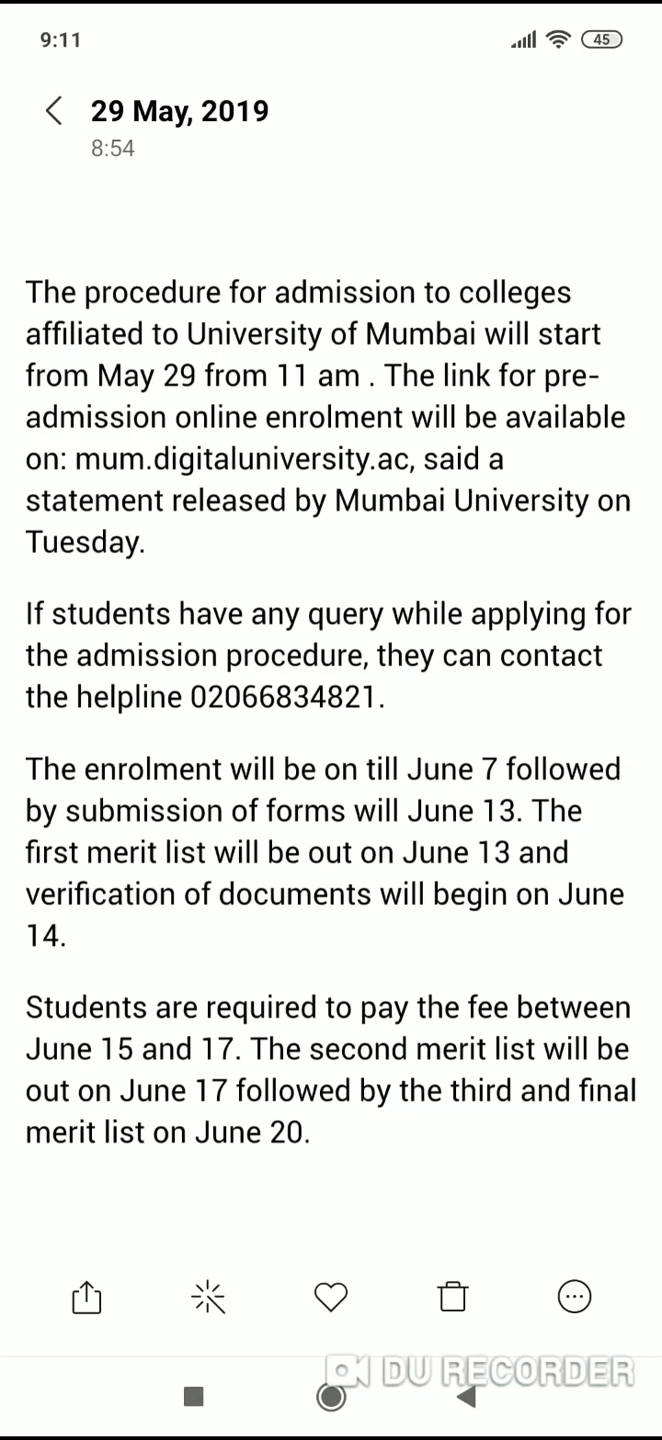 9:11
45
29 May, 2019
8:54
The procedure for admission to colleges
affiliated to University of Mumbai will start
from May 29 from 11 am . The link for pre-
admission online enrolment will be available
on: mum.digitaluniversity.ac, said a
statement released by Mumbai University on
Tuesday.
If students have any query while applying for
the admission procedure, they can contact
the helpline 02066834821.
The enrolment will be on till June 7 followed
by submission of forms will June 13. The
first merit list will be out on June 13 and
verification of documents will begin on June
14.
Students are required to pay the fee between
June 15 and 17. The second merit list will be
out on June 17 followed by the third and final
merit list on June 20.
DU RECORDER